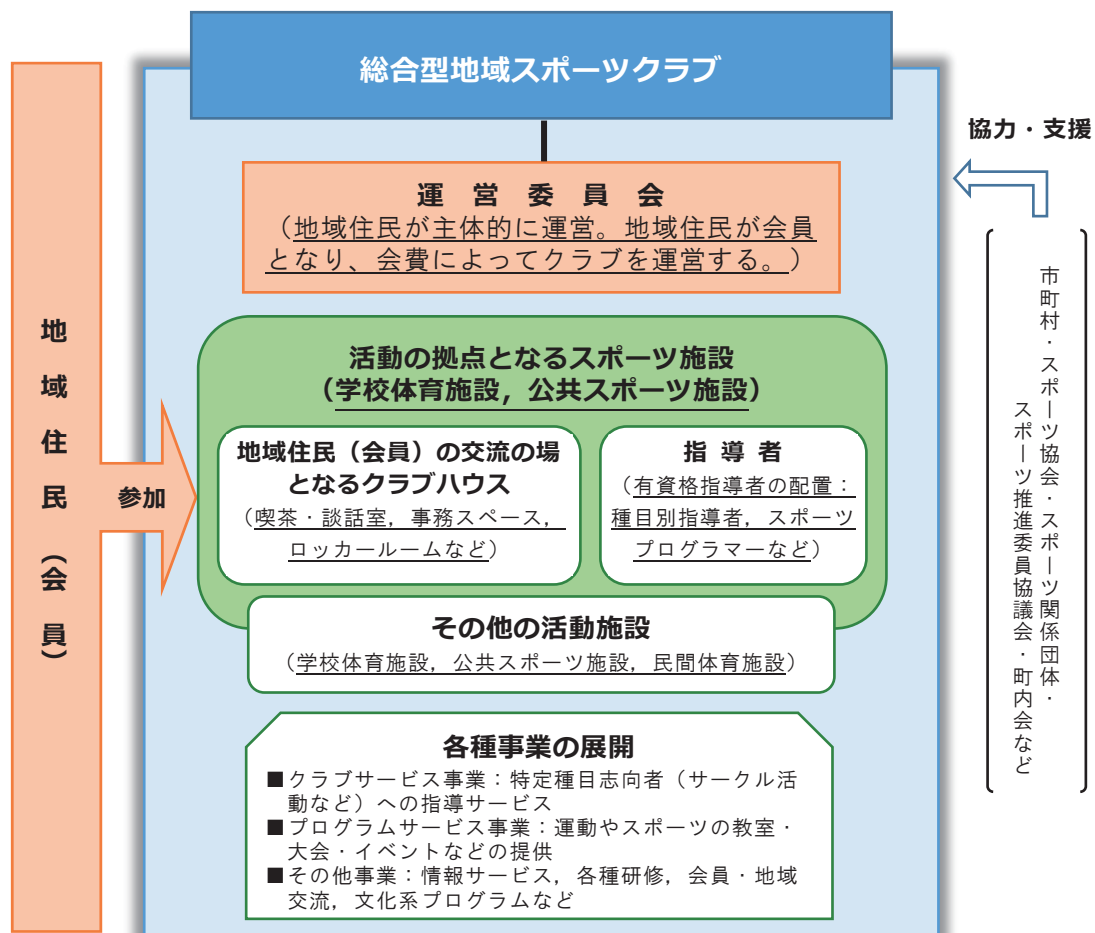 総合型地域スポーツクラブ
運営委員会
（地域住民が主体的に運営。地域住民が会員
となり、会費によってクラブを運営する。）
地域住民（会員）
参加
活動の拠点となるスポーツ施設
（学校体育施設，公共スポーツ施設）
地域住民（会員）の交流の場
となるクラブハウス
（喫茶・談話室，事務スペース，
ロッカールームなど）
指導者
（有資格指導者の配置：
種目別指導者，スポーツ
プログラマーなど）
その他の活動施設
（学校体育施設，公共スポーツ施設，民間体育施設）
各種事業の展開
■クラブサービス事業：特定種目志向者（サークル活
動など）への指導サービス
■プログラムサービス事業：運動やスポーツの教室・
大会・イベントなどの提供
■その他事業：情報サービス，各種研修，会員・地域
交流，文化系プログラムなど
協力・支援
市町村・スポーツ協会・スポーツ関係団体・
スポーツ推進委員協議会・町内会など